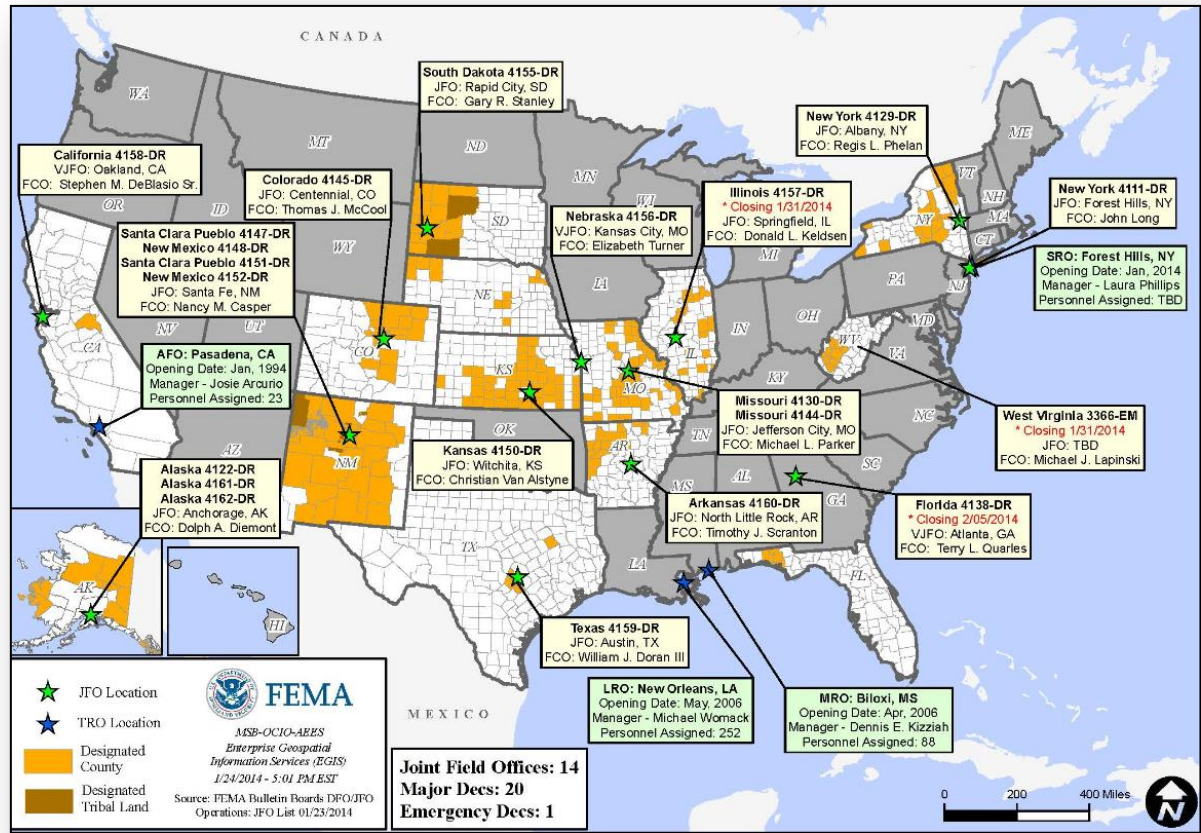 CANADA
WA
MT
ND
MN
ME
OR
ID
WY
SD
WI
MI
VT
NH
MA
CT
NY
PA
NJ
NV
UT
CA
CO
NE
IA
IL
IN
OH
WV
MD
VA
KS
MO
KY
AZ
NM
OK
AR
TN
NC
SC
MS
AL
GA
TX
LA
FL
AK
HI
MEXICO
South Dakota 4155-DR
JFO: Rapid City, SD
FCO: Gary R. Stanley
New York 4129-DR
JFO: Albany, NY
FCO: Regis L. Phelan
California 4158-DR
VJFO: Oakland, CA
FCO: Stephen M. DeBlasio Sr.
Colorado 4145-DR
JFO: Centennial, CO
FCO: Thomas J. McCool
Illinois 4157-DR
* Closing 1/31/2014
JFO: Springfield, IL
FCO: Donald L. Keldsen
New York 4111-DR
JFO: Forest Hills, NY
FCO: John Long
Nebraska 4156-DR
VJFO: Kansas City, MO
FCO: Elizabeth Turner
Santa Clara Pueblo 4147-DR
New Mexico 4148-DR
Santa Clara Pueblo 4151-DR
New Mexico 4152-DR
JFO: Santa Fe, NM
FCO: Nancy M. Casper
SRO: Forest Hills, NY
Opening Date: Jan, 2014
Manager - Laura Phillips
Personnel Assigned: TBD
AFO: Pasadena, CA
Opening Date: Jan, 1994
Manager - Josie Arcurio
Personnel Assigned: 23
Missouri 4130-DR
Missouri 4144-DR
JFO: Jefferson City, MO
FCO: Michael L. Parker
West Virginia 3366-EM
* Closing 1/31/2014
JFO: TBD
FCO: Michael J. Lapinski
Kansas 4150-DR
JFO: Witchita, KS
FCO: Christian Van Alstyne
Alaska 4122-DR
Alaska 4161-DR
Alaska 4162-DR
JFO: Anchorage, AK
FCO: Dolph A. Diemont
Arkansas 4160-DR
JFO: North Little Rock, AR
FCO: Timothy J. Scranton
Florida 4138-DR
* Closing 2/05/2014
VJFO: Atlanta, GA
FCO: Terry L. Quarles
Texas 4159-DR
JFO: Austin, TX
FCO: William J. Doran III
LRO: New Orleans, LA
Opening Date: May, 2006
Manager - Michael Womack
Personnel Assigned: 252
MRO: Biloxi, MS
Opening Date: Apr, 2006
Manager - Dennis E. Kizziah
Personnel Assigned: 88
JFO Location
TRO Location
Designated
County
Designated
Tribal Land
FEMA
MSB-OCIO-AEES
Enterprise Geospatial
Information Services (EGIS)
1/24/2014 - 5:01 PM EST
Source: FEMA Bulletin Boards DFO/JFO
Operations: JFO List 01/23/2014
Joint Field Offices: 14
Major Decs: 20
Emergency Decs: 1
0 200 400 Miles
N